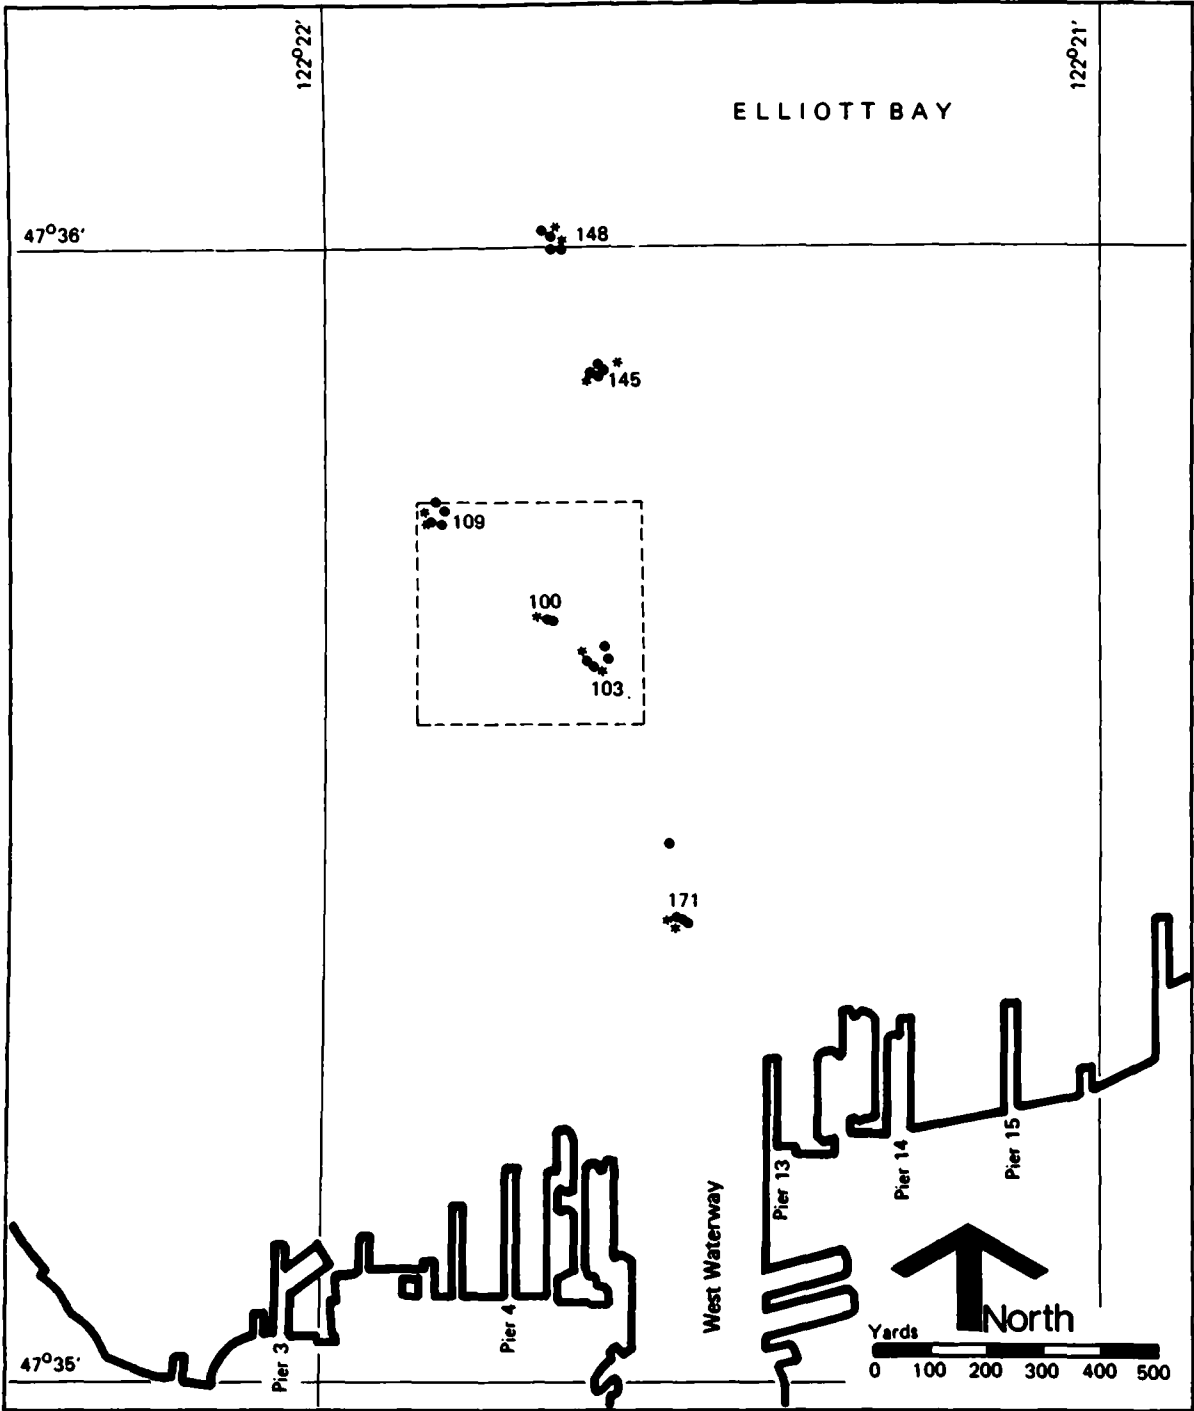 122°22'
122°21'
ELLIOTT BAY
47°36'
* 148
* 145
* 109
100
*
*
103
171
*
Pier 13
Pier 14
Pier 15
West Waterway
Pier 4
Pier 3
North
Yards
0 100 200 300 400 500
47°35'